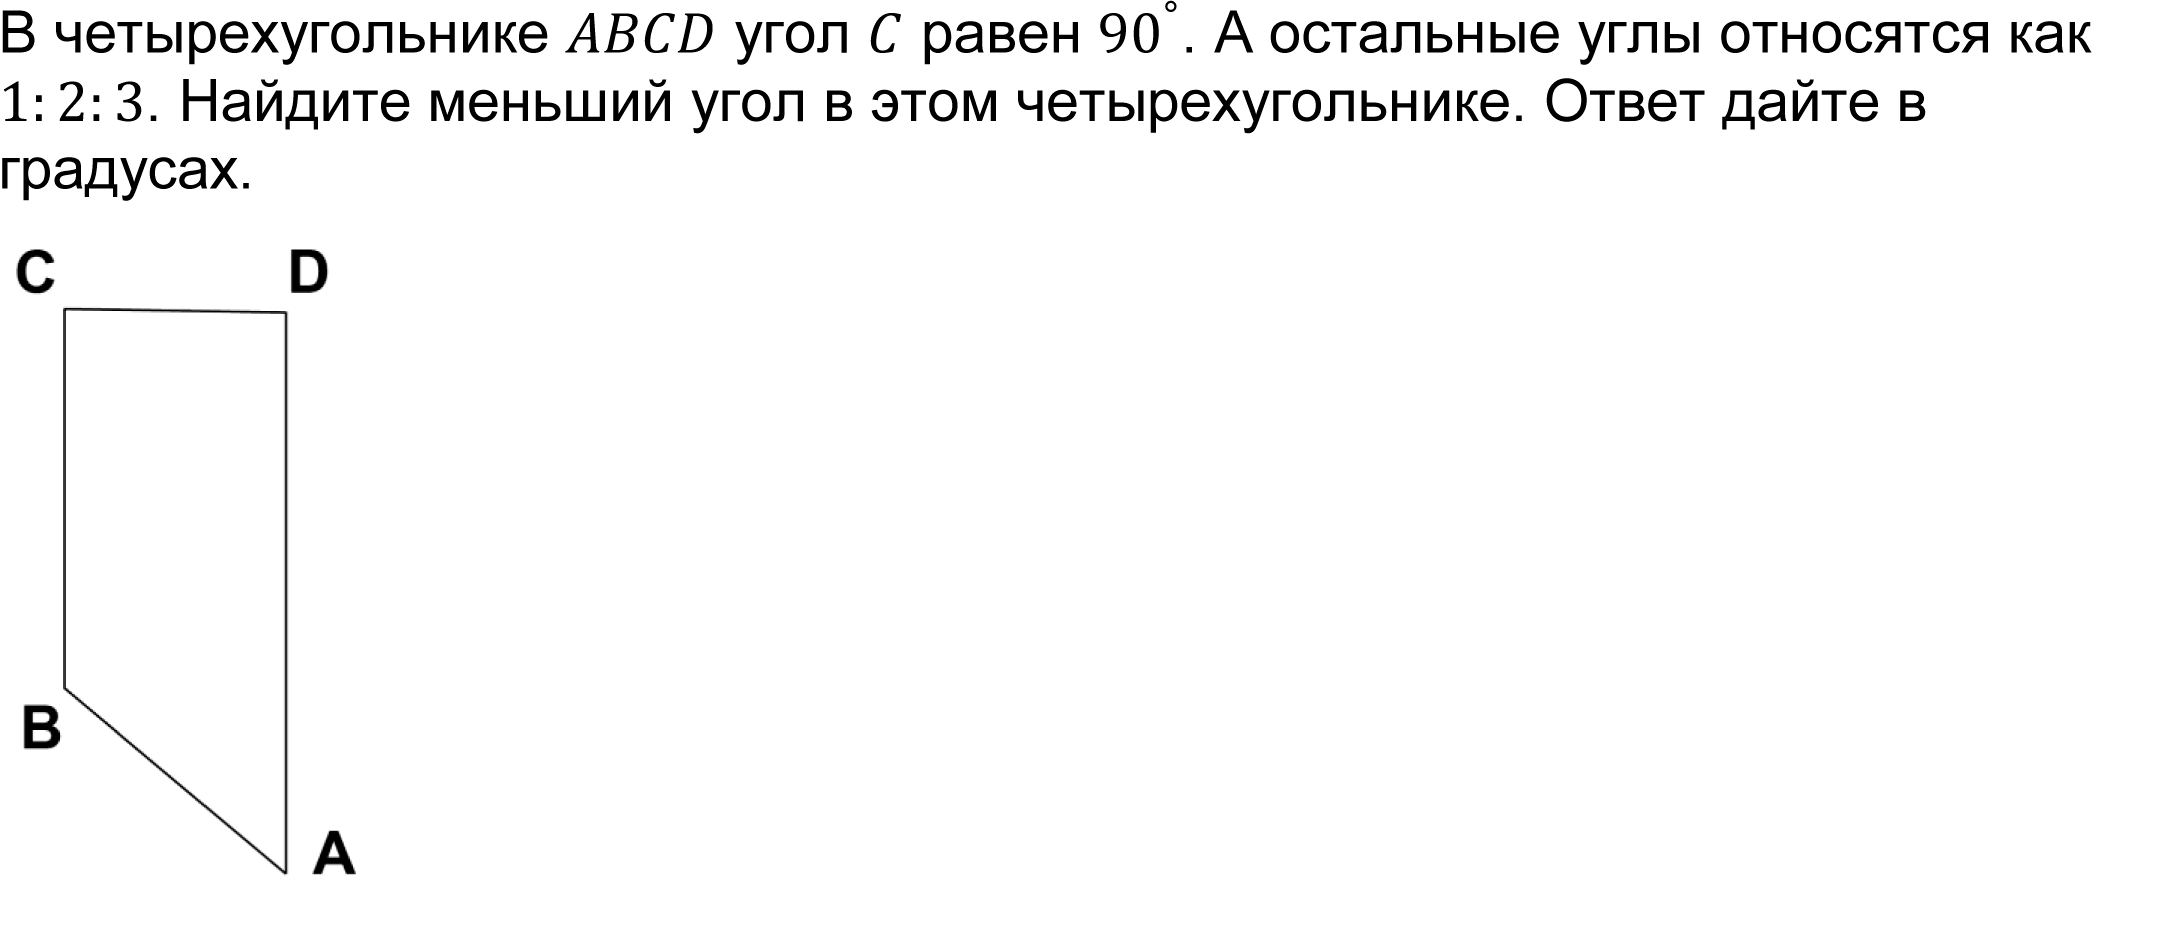 В четырехугольнике ABCD угол C равен 90°. А остальные углы относятся как
1:2:3. Найдите меньший угол в этом четырехугольнике. Ответ дайте в
градусах.
C D
B
A